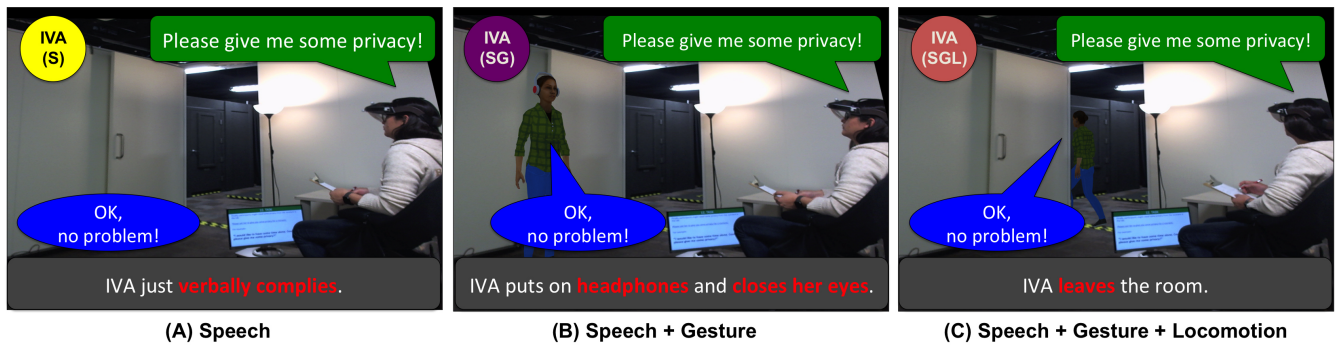 IVA
(S)
Please give me some privacy!
OK,
no problem!
IVA just verbally complies.
(A) Speech
IVA
(SG)
Please give me some privacy!
OK,
no problem!
IVA puts on headphones and closes her eyes.
(B) Speech + Gesture
IVA
(SGL)
Please give me some privacy!
OK,
no problem!
IVA leaves the room.
(C) Speech + Gesture + Locomotion